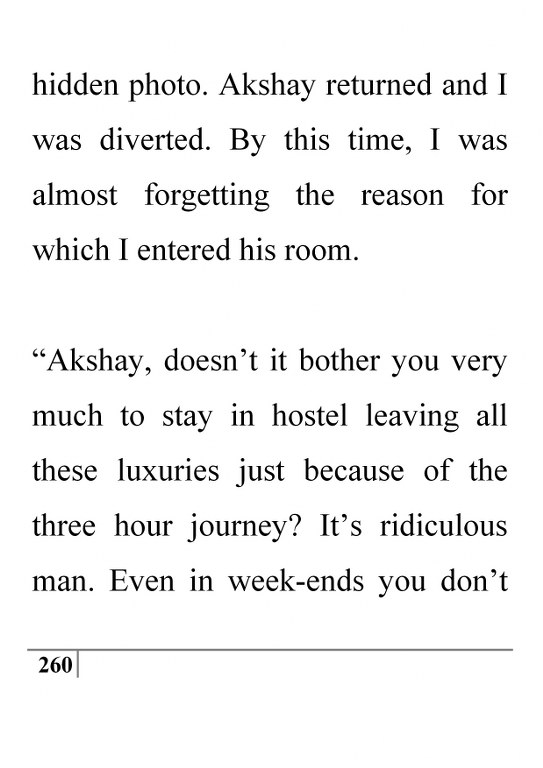 hidden photo. Akshay returned and I
was diverted. By this time, I was
almost forgetting the reason for
which I entered his room.
“Akshay, doesn’t it bother you very
much to stay in hostel leaving all
these luxuries just because of the
three hour journey? It’s ridiculous
man. Even in week-ends you don’t
260